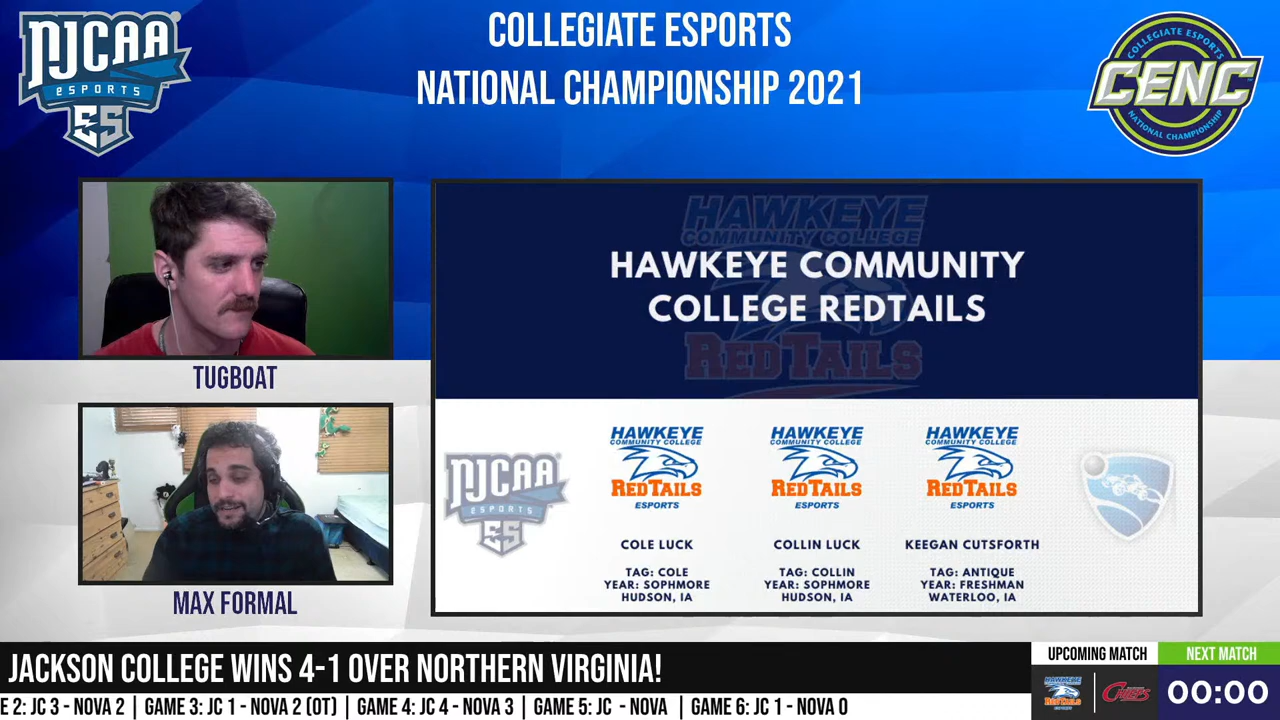 NJCAA
ESPORTS
ES
COLLEGIATE ESPORTS
NATIONAL CHAMPIONSHIP 2021
COLLEGIATE ESPORTS
CENC
NATIONAL CHAMPIONSHIP
TUGBOAT
MAX FORMAL
HAWKEYE
COMMUNITY COLLEGE
HAWKEYE COMMUNITY
COLLEGE REDTAILS
REDTAILS
NJCAA
ESPORTS
ES
HAWKEYE
COMMUNITY COLLEGE
REDTAILS
ESPORTS
COLE LUCK
TAG: COLE
YEAR: SOPHMORE
HUDSON, IA
HAWKEYE
COMMUNITY COLLEGE
REDTAILS
ESPORTS
COLLIN LUCK
TAG: COLLIN
YEAR: SOPHMORE
HUDSON, IA
HAWKEYE
COMMUNITY COLLEGE
REDTAILS
ESPORTS
KEEGAN CUTSFORTH
TAG: ANTIQUE
YEAR: FRESHMAN
WATERLOO, IA
JACKSON COLLEGE WINS 4-1 OVER NORTHERN VIRGINIA!
E 2: JC 3 - NOVA 2 | GAME 3: JC 1 - NOVA 2 (OT) | GAME 4: JC 4 - NOVA 3 | GAME 5: JC - NOVA | GAME 6: JC 1 - NOVA 0
UPCOMING MATCH
NEXT MATCH
HAWKEYE
REDTAILS
CHIEFS
00:00